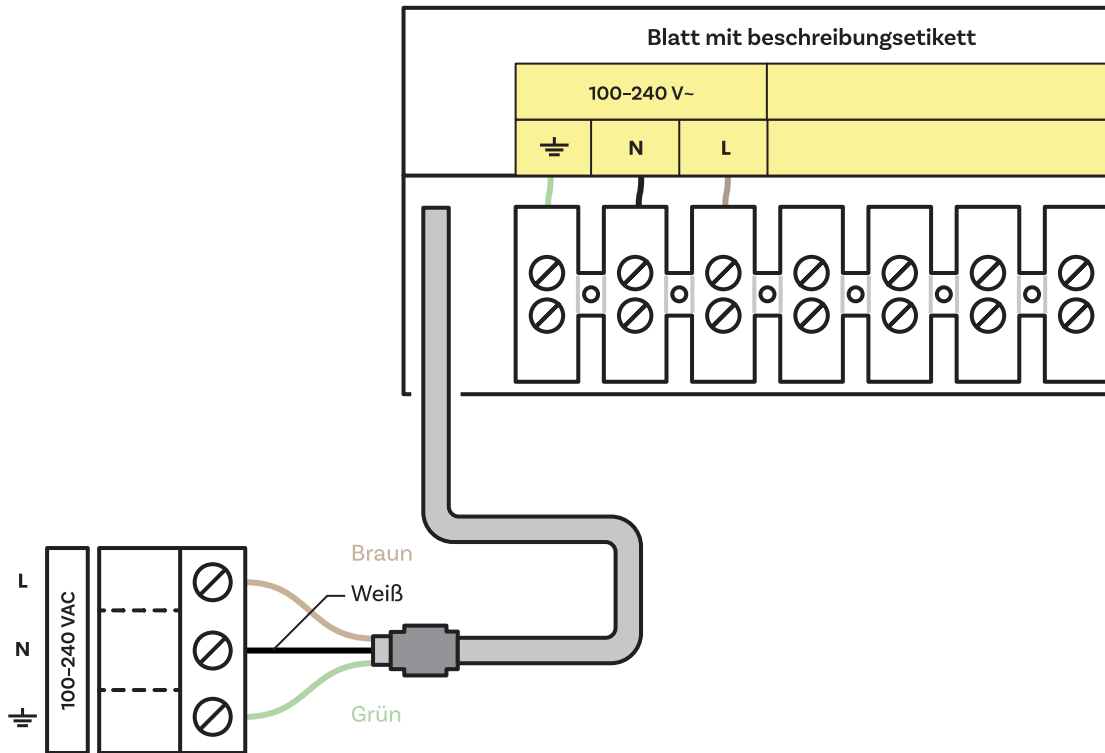 Blatt mit beschreibungsetikett
100–240 V~
N
L
Braun
L
Weiß
100–240 VAC
N
Grün